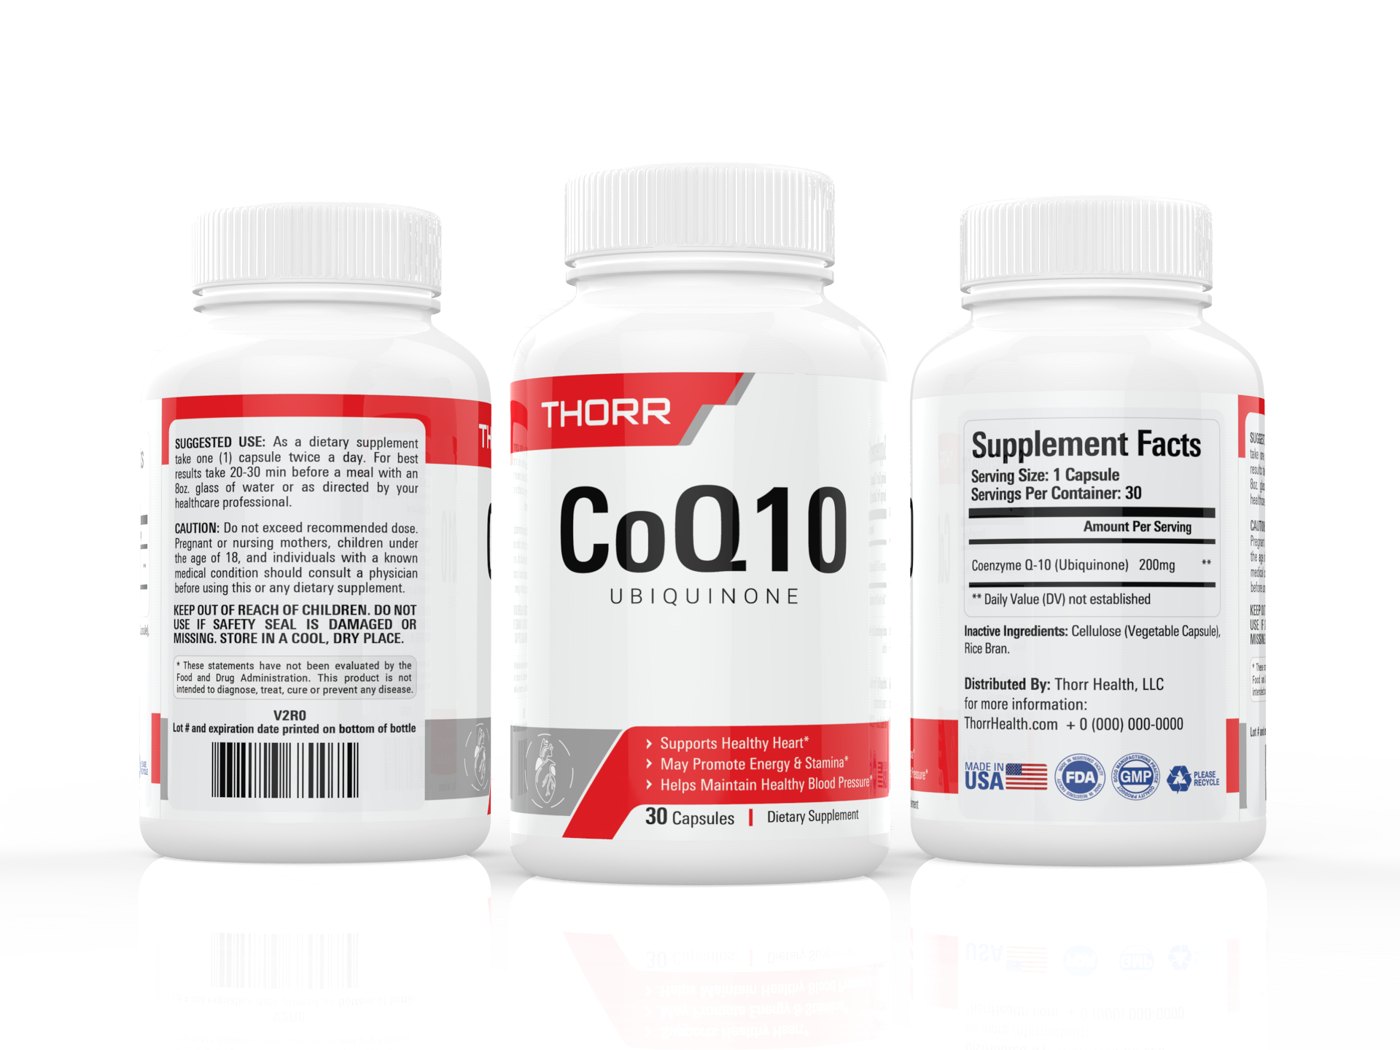 SUGGESTED USE: As a dietary supplement
take one (1) capsule twice a day. For best
results take 20-30 min before a meal with an
8oz. glass of water or as directed by your
healthcare professional.
CAUTION: Do not exceed recommended dose.
Pregnant or nursing mothers, children under
the age of 18, and individuals with a known
medical condition should consult a physician
before using this or any dietary supplement.
KEEP OUT OF REACH OF CHILDREN. DO NOT
USE IF SAFETY SEAL IS DAMAGED OR
MISSING. STORE IN A COOL, DRY PLACE.
* These statements have not been evaluated by the
Food and Drug Administration. This product is not
intended to diagnose, treat, cure or prevent any disease.
V2R0
Lot # and expiration date printed on bottom of bottle
THORR
CoQ10
UBIQUINONE
› Supports Healthy Heart*
› May Promote Energy & Stamina*
› Helps Maintain Healthy Blood Pressure*
30 Capsules | Dietary Supplement
Supplement Facts
Serving Size: 1 Capsule
Servings Per Container: 30
Amount Per Serving
Coenzyme Q-10 (Ubiquinone) 200mg **
** Daily Value (DV) not established
Inactive Ingredients: Cellulose (Vegetable Capsule),
Rice Bran.
Distributed By: Thorr Health, LLC
for more information:
ThorrHealth.com + 0 (000) 000-0000
MADE IN
USA
FDA
GMP
PLEASE
RECYCLE